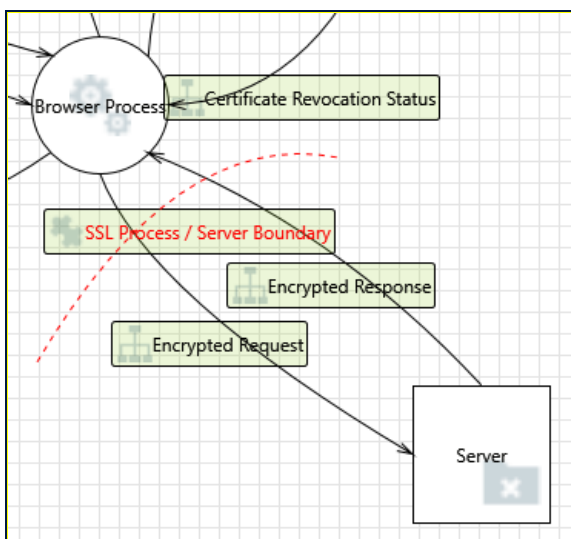 Browser Process
Certificate Revocation Status
SSL Process / Server Boundary
Encrypted Response
Encrypted Request
Server